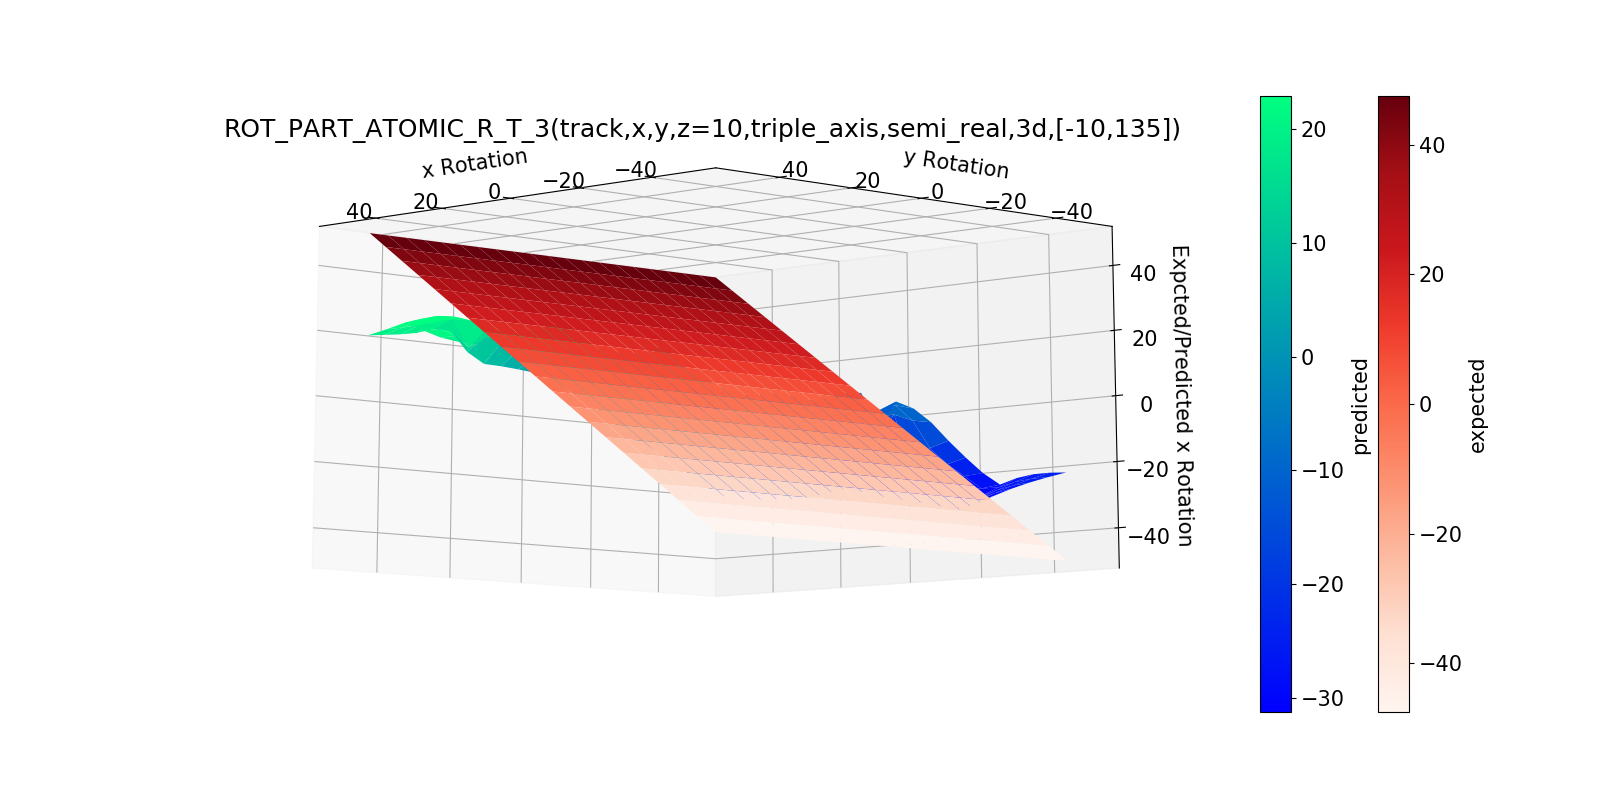 ROT_PART_ATOMIC_R_T_3(track,x,y,z=10,triple_axis,semi_real,3d,[-10,135])
x Rotation
y Rotation
40 20 0 −20 −40
40 20 0 −20 −40
Expcted/Predicted x Rotation
40
20
0
−20
−40
20
10
0
−10
−20
−30
predicted
40
20
0
−20
−40
expected